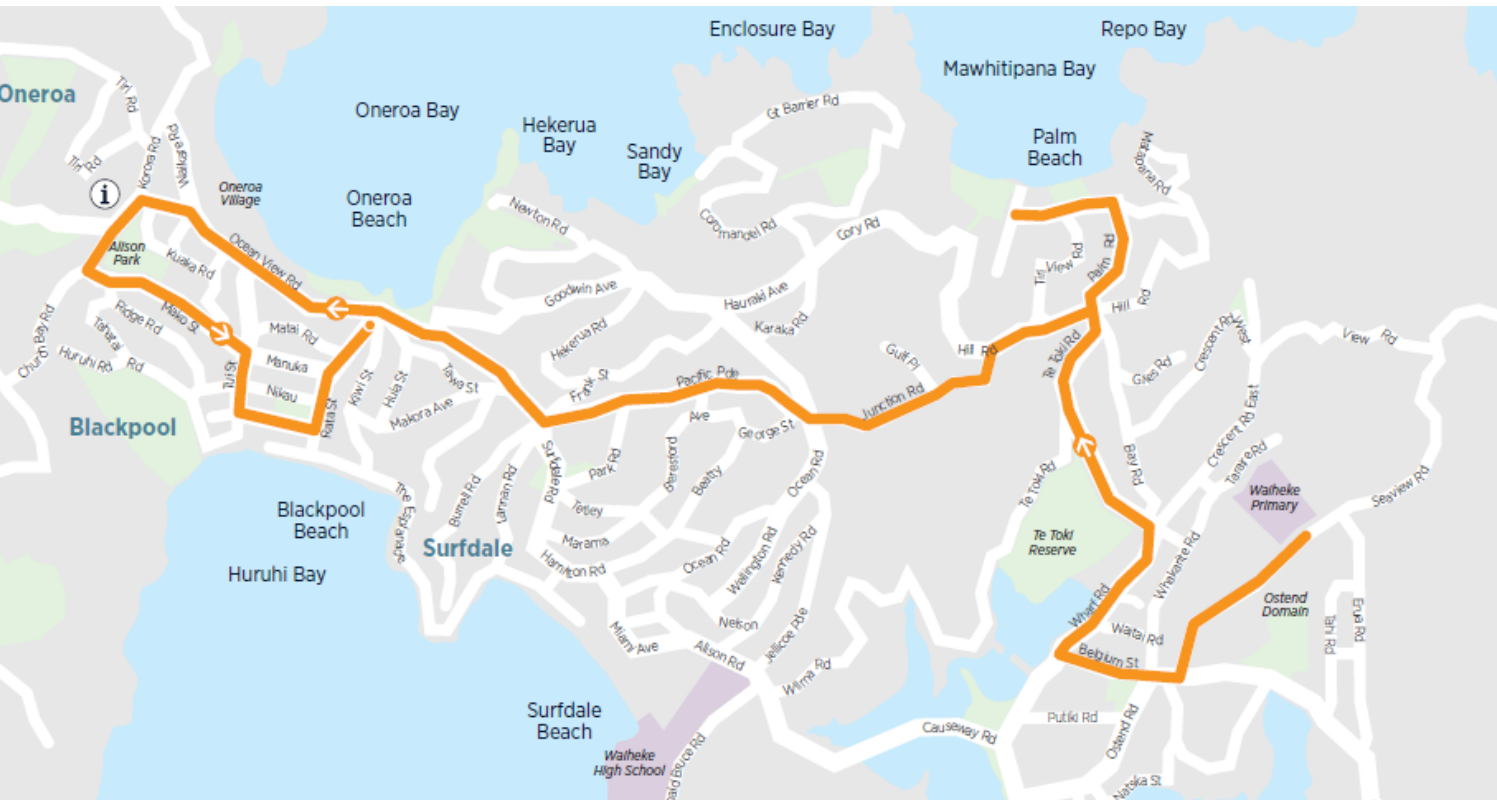 Enclosure Bay
Repo Bay
Mawhitipana Bay
Oneroa
Tiri Rd
Oneroa Bay
Gt Barrier Rd
Hekerua
Bay
Sandy
Bay
Palm
Beach
Tiri Rd
Korora Rd
Waikare Rd
i
Oneroa
Village
Oneroa
Beach
Newton Rd
Coromandel Rd
Cory Rd
Matapana Rd
Alison
Park
Kuaka Rd
Ocean View Rd
Tiri View Rd
Palm Rd
Goodwin Ave
Hauraki Ave
Hill Rd
Church Bay Rd
Ridge Rd
Mako St
Tahatai Rd
Huruhi Rd
Matai Rd
Manuka
Nikau
Tui St
Rata St
Kiwi St
Huia St
Makora Ave
Tawa St
Hekerua Rd
Karaka Rd
Frank St
Pacific Pde
Gulf Pl
Hill Rd
Junction Rd
Te Toki Rd
Giles Rd
Crescent Rd West
View Rd
Blackpool
Ave
George St
Beresford
Beatty
Park Rd
Surfdale Rd
Ocean Rd
Te Toki Rd
Bay Rd
Crescent Rd East
Tararre Rd
Waiheke
Primary
Seaview Rd
Blackpool
Beach
The Esplanade
Burrell Rd
Lannan Rd
Tetley
Marama
Hamilton Rd
Surfdale
Huruhi Bay
Ocean Rd
Wellington Rd
Kennedy Rd
Te Toki
Reserve
Whakarite Rd
Wharf Rd
Waitai Rd
Belgium St
Ostend
Domain
Tahi Rd
Erua Rd
Nelson
Miami Ave
Alison Rd
Jellicoe Pde
Wilma Rd
Surfdale
Beach
Waiheke
High School
ald Bruce Rd
Causeway Rd
Putiki Rd
Ostend Rd
Natzka St